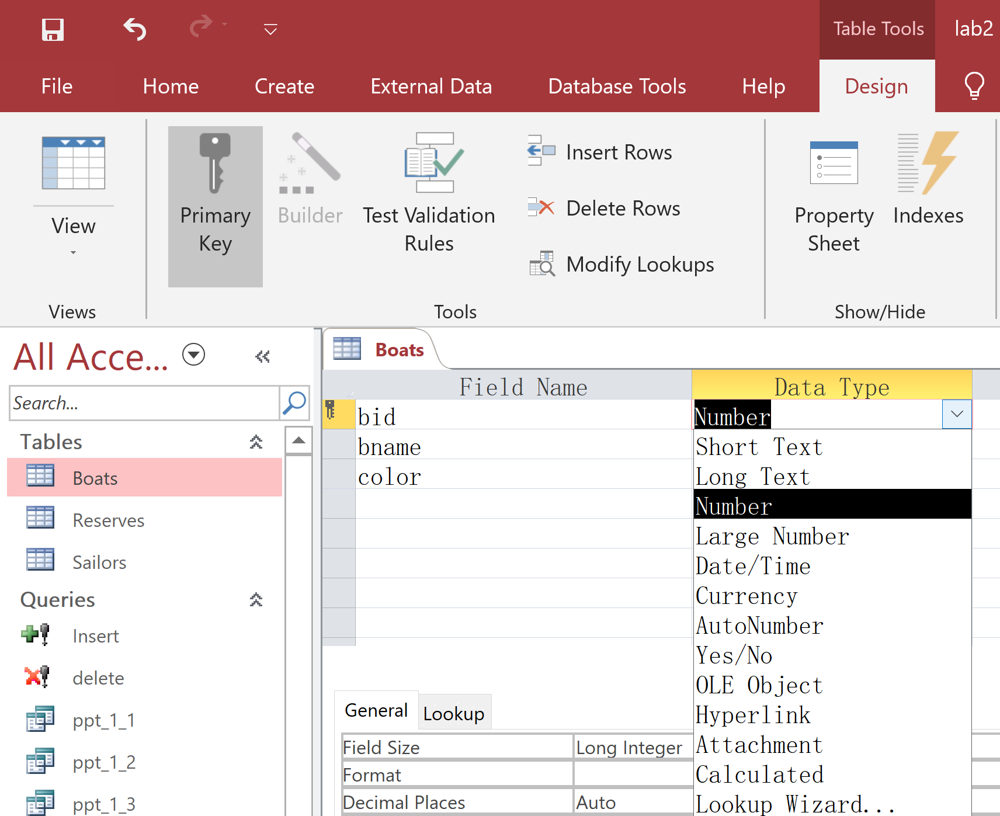 Table Tools
lab2
File
Home
Create
External Data
Database Tools
Help
Design
View
Primary
Key
Builder
Test Validation
Rules
Insert Rows
Delete Rows
Modify Lookups
Property
Sheet
Indexes
Views
Tools
Show/Hide
All Acce...
Search...
Tables
Boats
Reserves
Sailors
Queries
Insert
delete
ppt_1_1
ppt_1_2
ppt_1_3
Boats
Field Name
Data Type
bid
Number
bname
color
Short Text
Long Text
Number
Large Number
Date/Time
Currency
AutoNumber
Yes/No
OLE Object
Hyperlink
Attachment
Calculated
Lookup Wizard...
General
Lookup
Field Size
Long Integer
Format
Decimal Places
Auto